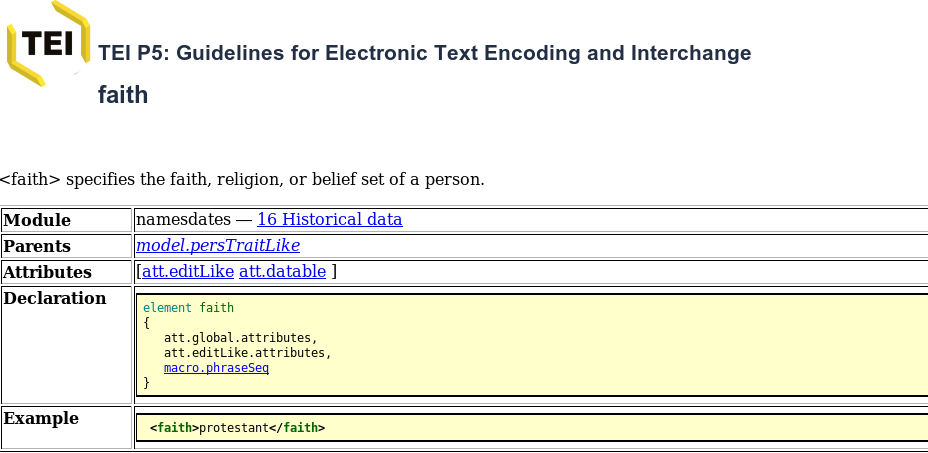 TEI
TEI P5: Guidelines for Electronic Text Encoding and Interchange
faith
<faith> specifies the faith, religion, or belief set of a person.
Module namesdates — 16 Historical data
Parents model.persTraitLike
Attributes [att.editLike att.datable ]
Declaration
element faith
{
att.global.attributes,
att.editLike.attributes,
macro.phraseSeq
}
Example
<faith>protestant</faith>